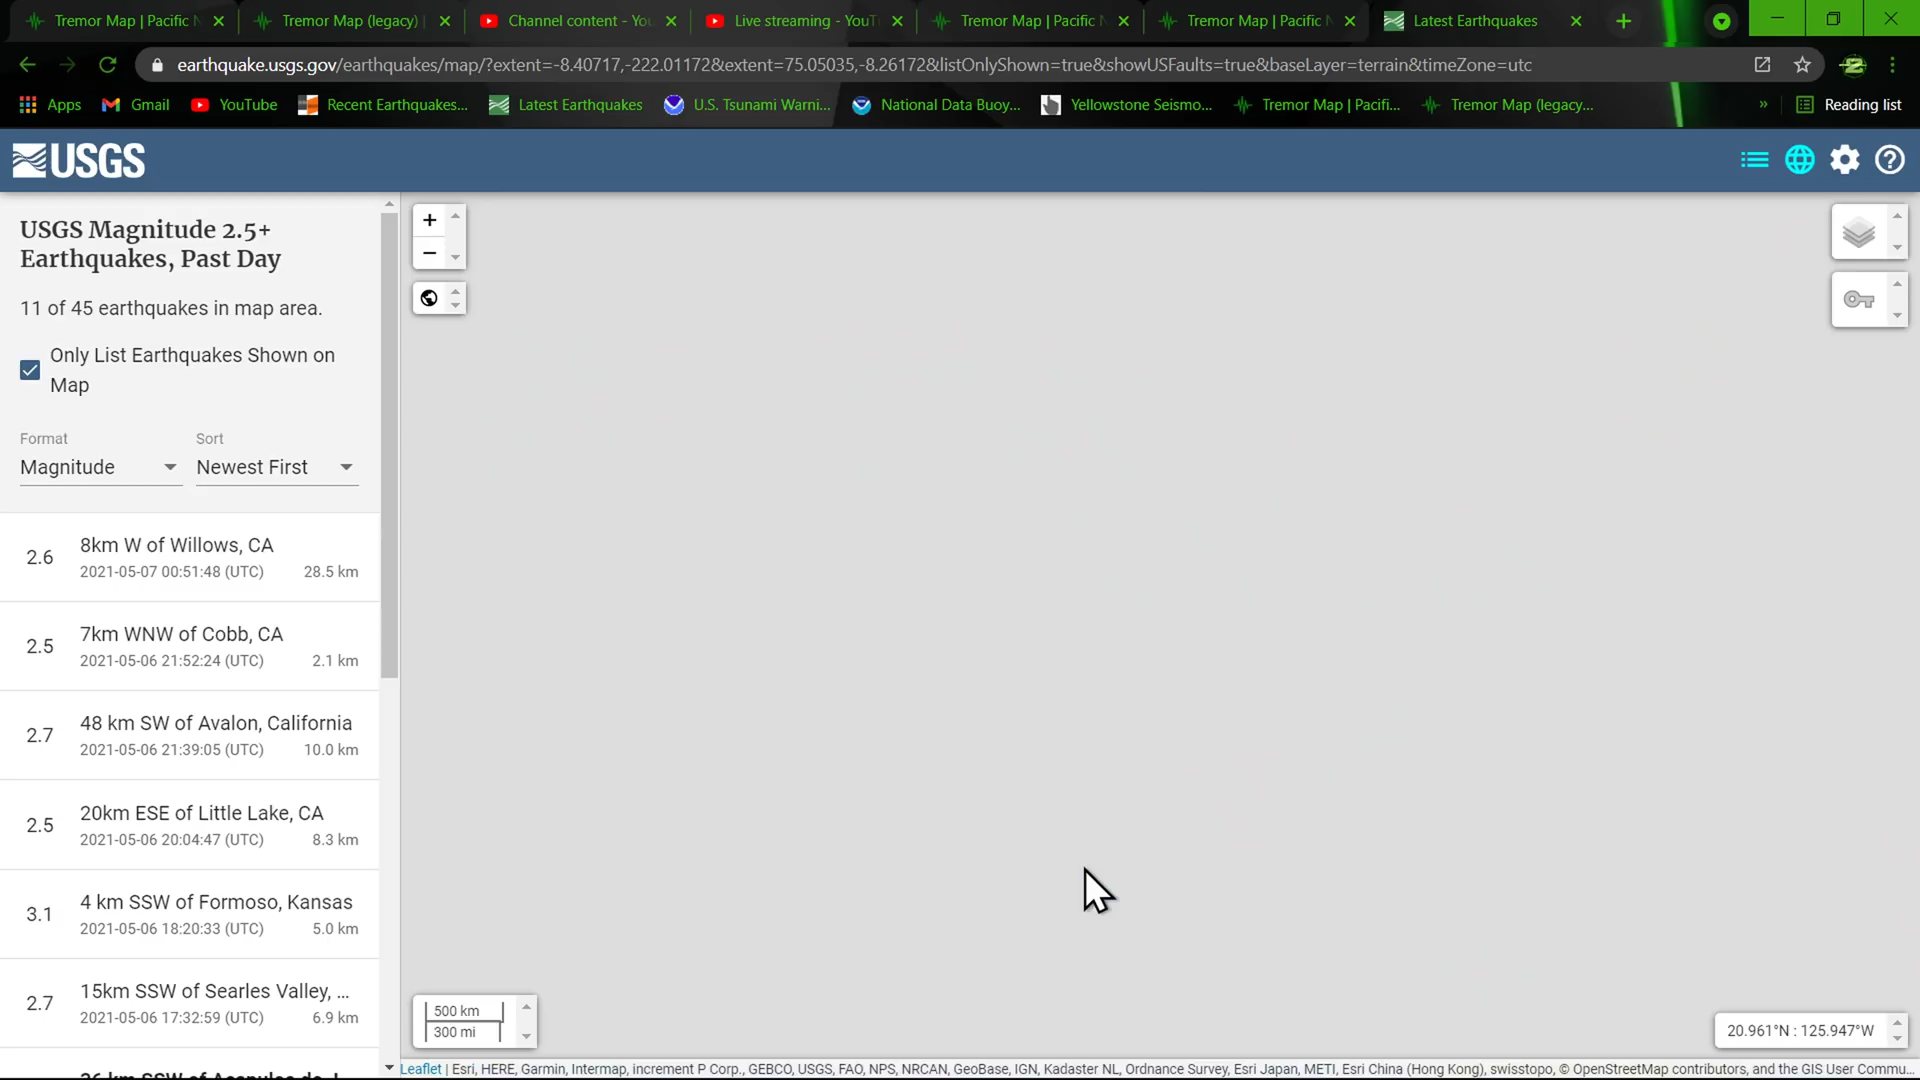 Tremor Map | Pacific N
Tremor Map (legacy) |
Channel content - You
Live streaming - YouT
Tremor Map | Pacific N
Tremor Map | Pacific N
Latest Earthquakes
earthquake.usgs.gov/earthquakes/map/?extent=-8.40717,-222.01172&extent=75.05035,-8.26172&listOnlyShown=true&showUSFaults=true&baseLayer=terrain&timeZone=utc
Apps
Gmail
YouTube
Recent Earthquakes...
Latest Earthquakes
U.S. Tsunami Warni...
National Data Buoy...
Yellowstone Seismo...
Tremor Map | Pacifi...
Tremor Map (legacy...
»
Reading list
USGS
USGS Magnitude 2.5+
Earthquakes, Past Day
11 of 45 earthquakes in map area.
Only List Earthquakes Shown on
Map
Format
Sort
Magnitude
Newest First
2.6
8km W of Willows, CA
2021-05-07 00:51:48 (UTC)
28.5 km
2.5
7km WNW of Cobb, CA
2021-05-06 21:52:24 (UTC)
2.1 km
2.7
48 km SW of Avalon, California
2021-05-06 21:39:05 (UTC)
10.0 km
2.5
20km ESE of Little Lake, CA
2021-05-06 20:04:47 (UTC)
8.3 km
3.1
4 km SSW of Formoso, Kansas
2021-05-06 18:20:33 (UTC)
5.0 km
2.7
15km SSW of Searles Valley, ...
2021-05-06 17:32:59 (UTC)
6.9 km
+
−
500 km
300 mi
20.961°N : 125.947°W
Leaflet | Esri, HERE, Garmin, Intermap, increment P Corp., GEBCO, USGS, FAO, NPS, NRCAN, GeoBase, IGN, Kadaster NL, Ordnance Survey, Esri Japan, METI, Esri China (Hong Kong), swisstopo, © OpenStreetMap contributors, and the GIS User Commu...